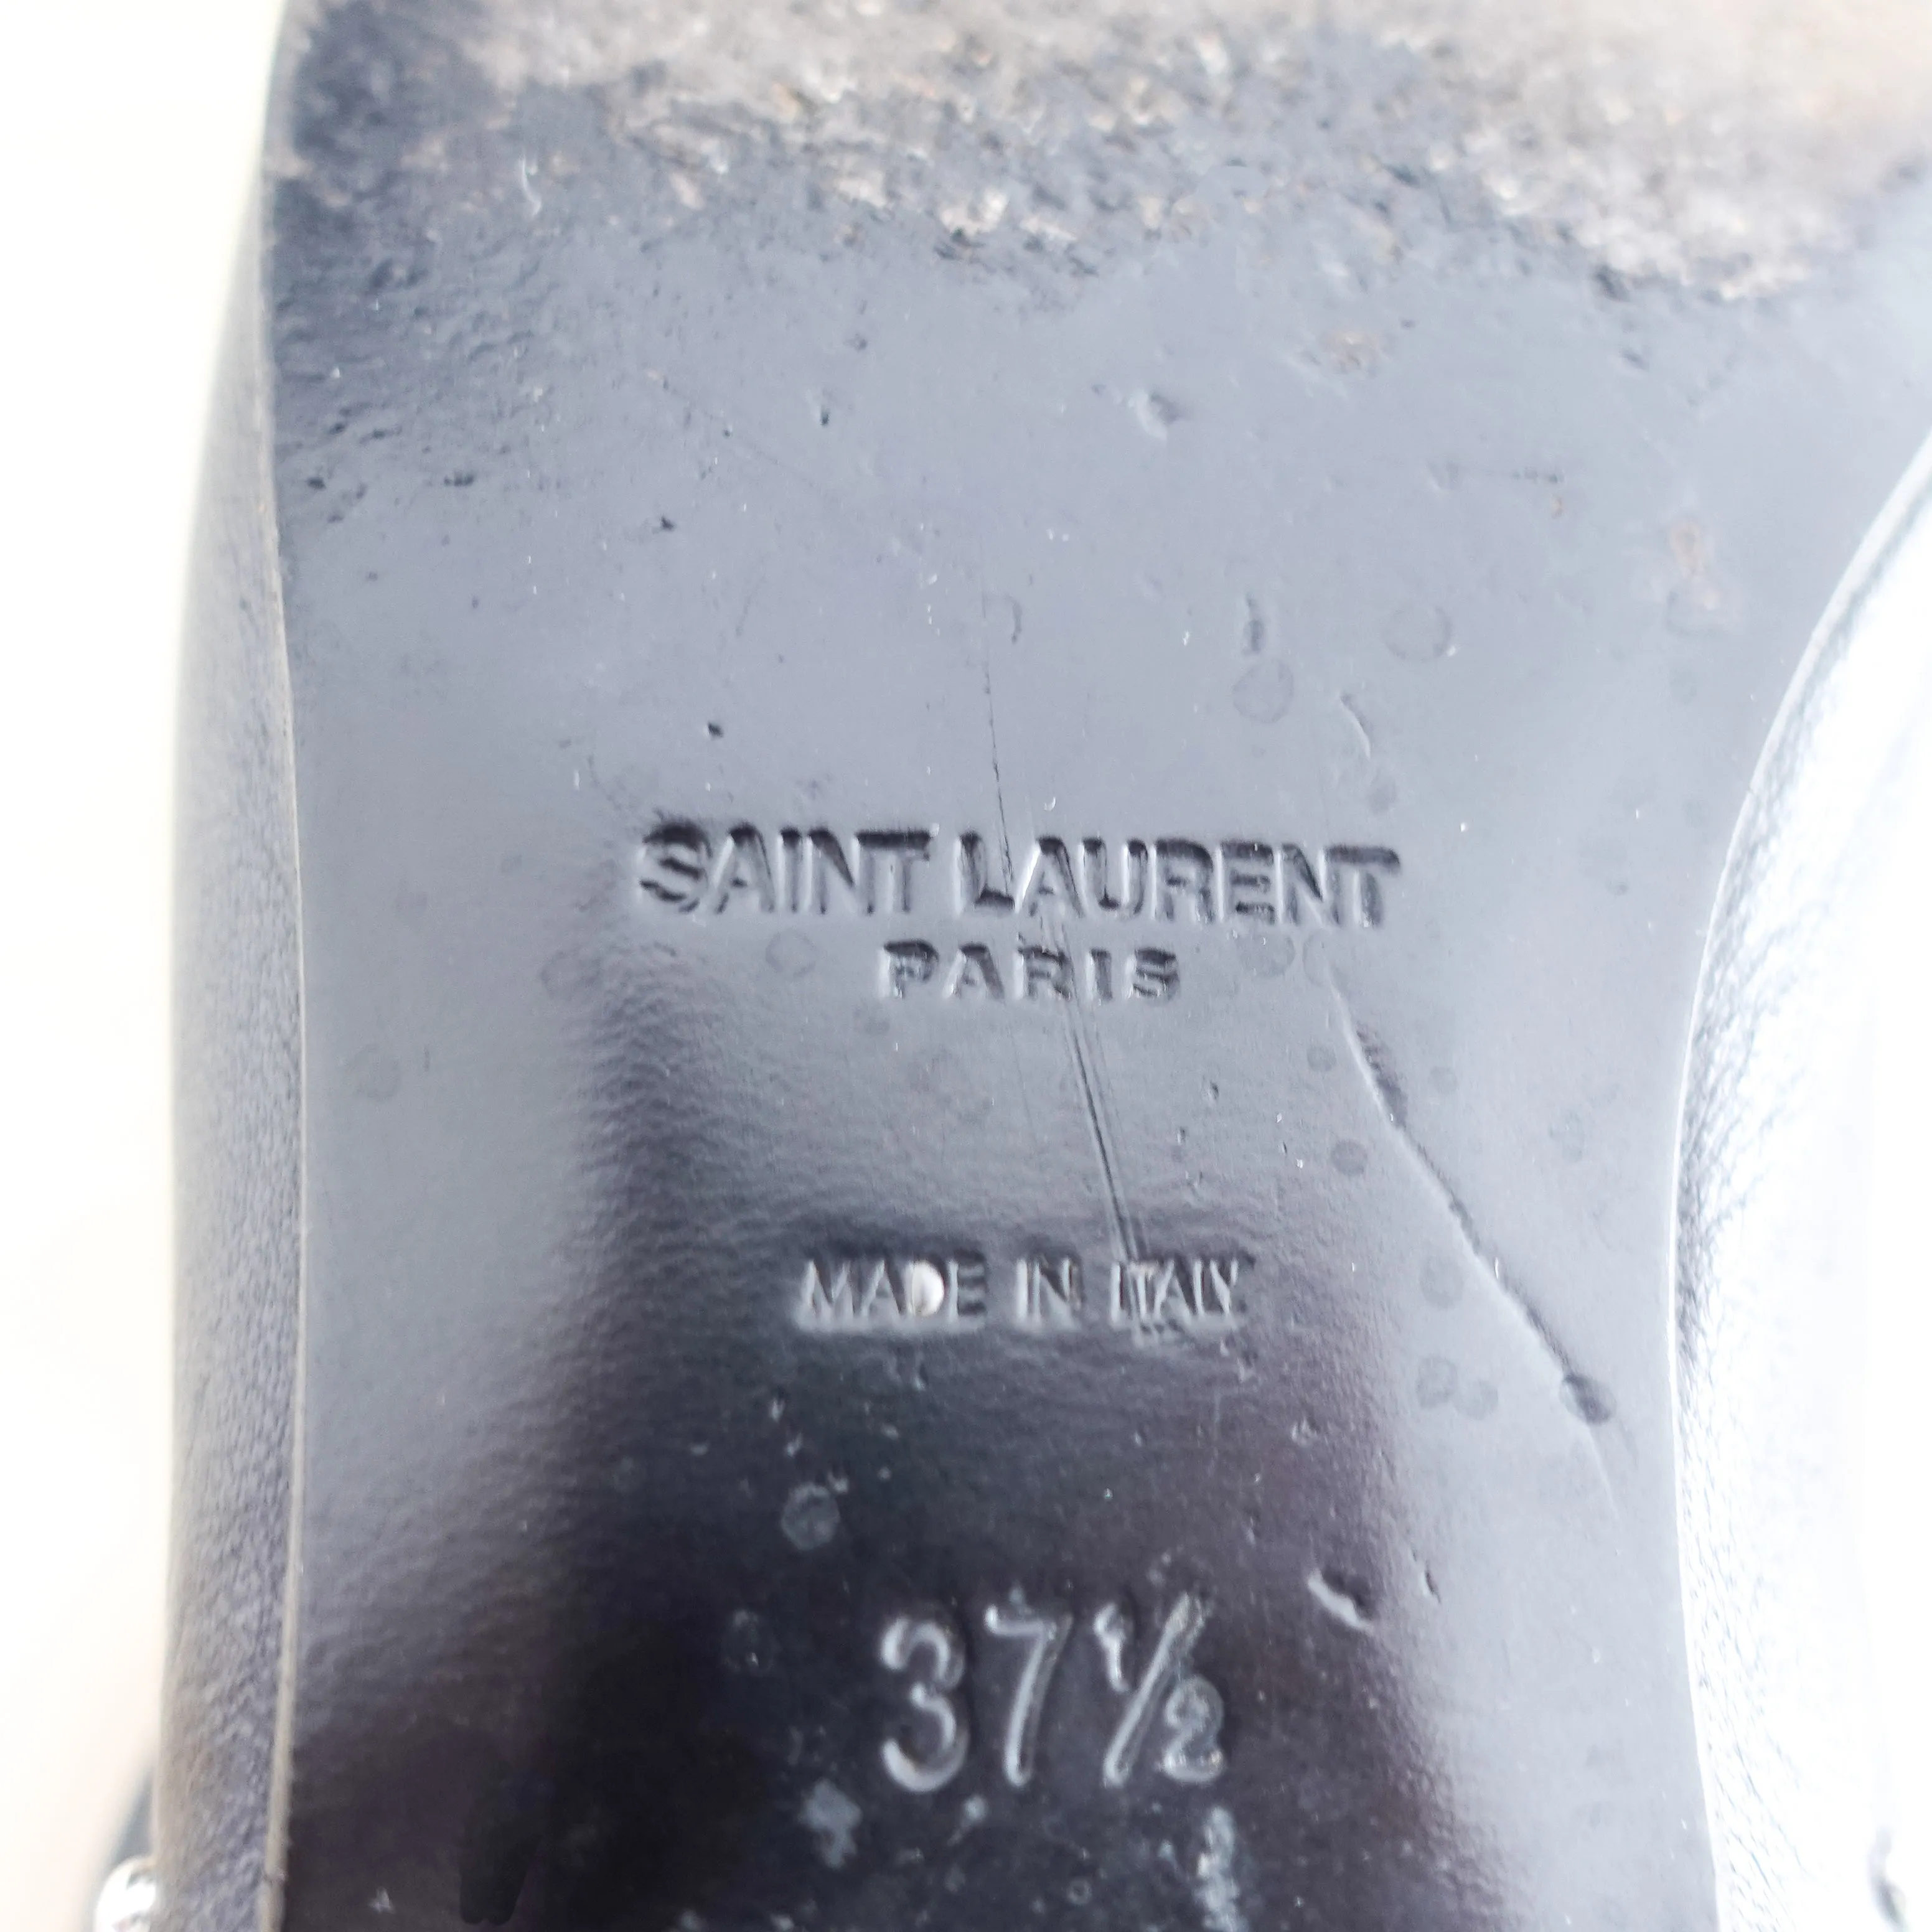 SAINT LAURENT
PARIS
MADE IN ITALY
37½